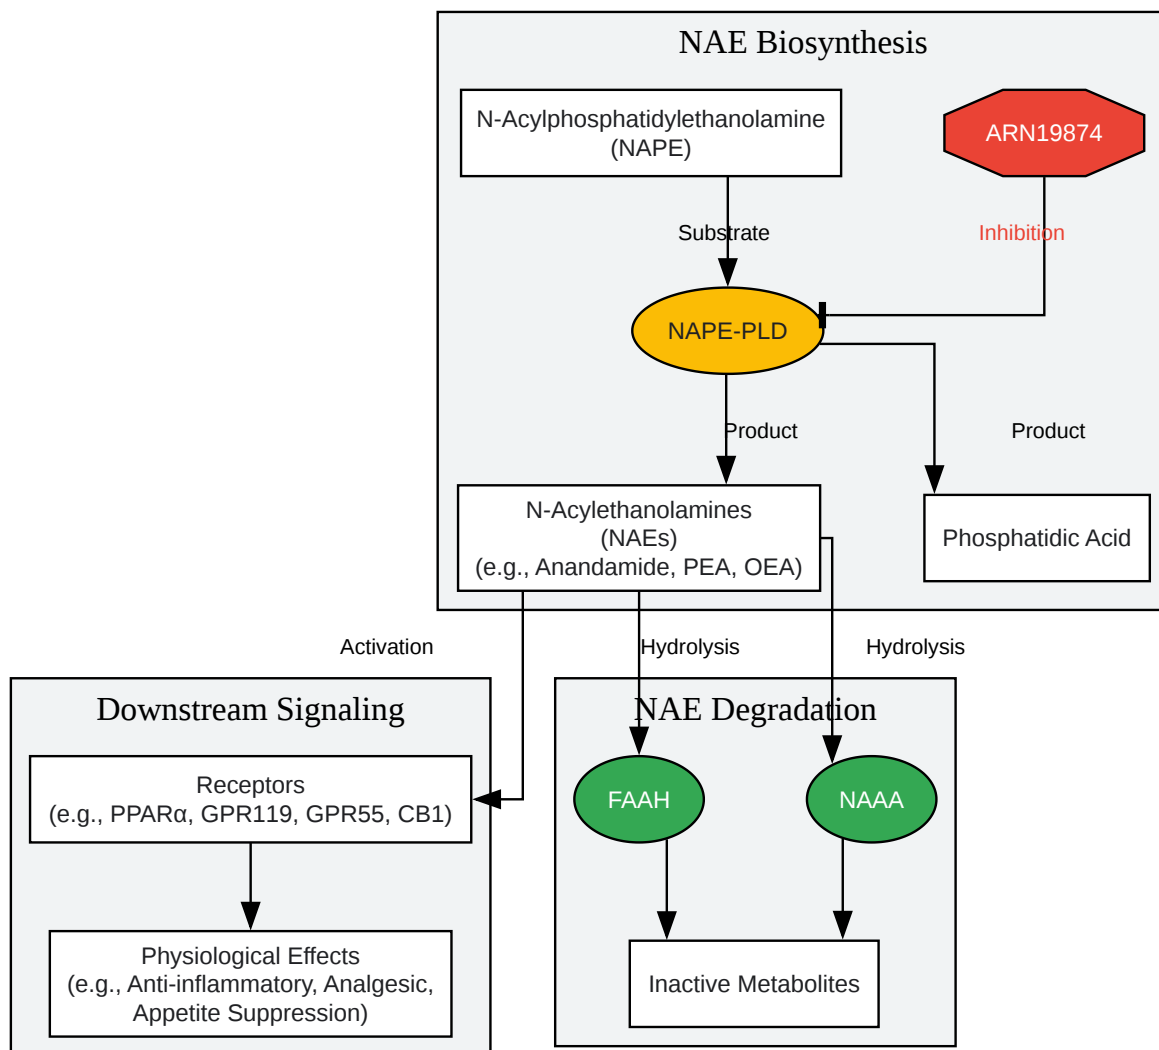 NAE Biosynthesis
N-Acylphosphatidylethanolamine
(NAPE)
ARN19874
Substrate
Inhibition
NAPE-PLD
Product
Product
N-Acylethanolamines
(NAEs)
(e.g., Anandamide, PEA, OEA)
Phosphatidic Acid
Activation
Hydrolysis
Hydrolysis
Downstream Signaling
NAE Degradation
Receptors
(e.g., PPARα, GPR119, GPR55, CB1)
FAAH
NAAA
Physiological Effects
(e.g., Anti-inflammatory, Analgesic,
Appetite Suppression)
Inactive Metabolites